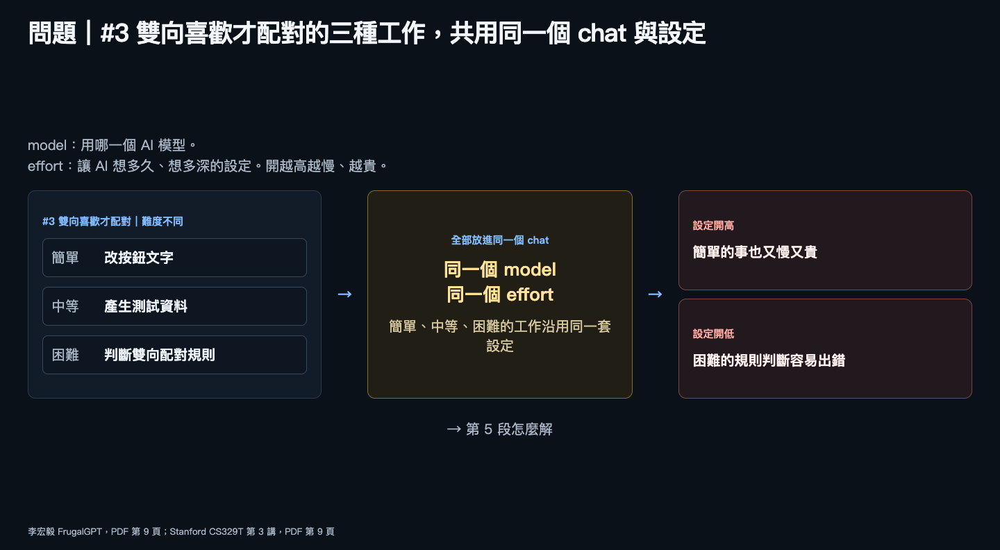 問題｜#3 雙向喜歡才配對的三種工作，共用同一個 chat 與設定
model：用哪一個 AI 模型。
effort：讓 AI 想多久、想多深的設定。開越高越慢、越貴。
#3 雙向喜歡才配對｜難度不同
簡單 改按鈕文字
中等 產生測試資料
困難 判斷雙向配對規則
→
全部放進同一個 chat
同一個 model
同一個 effort
簡單、中等、困難的工作沿用同一套
設定
→
設定開高
簡單的事也又慢又貴
設定開低
困難的規則判斷容易出錯
→ 第 5 段怎麼解
李宏毅 FrugalGPT，PDF 第 9 頁；Stanford CS329T 第 3 講，PDF 第 9 頁